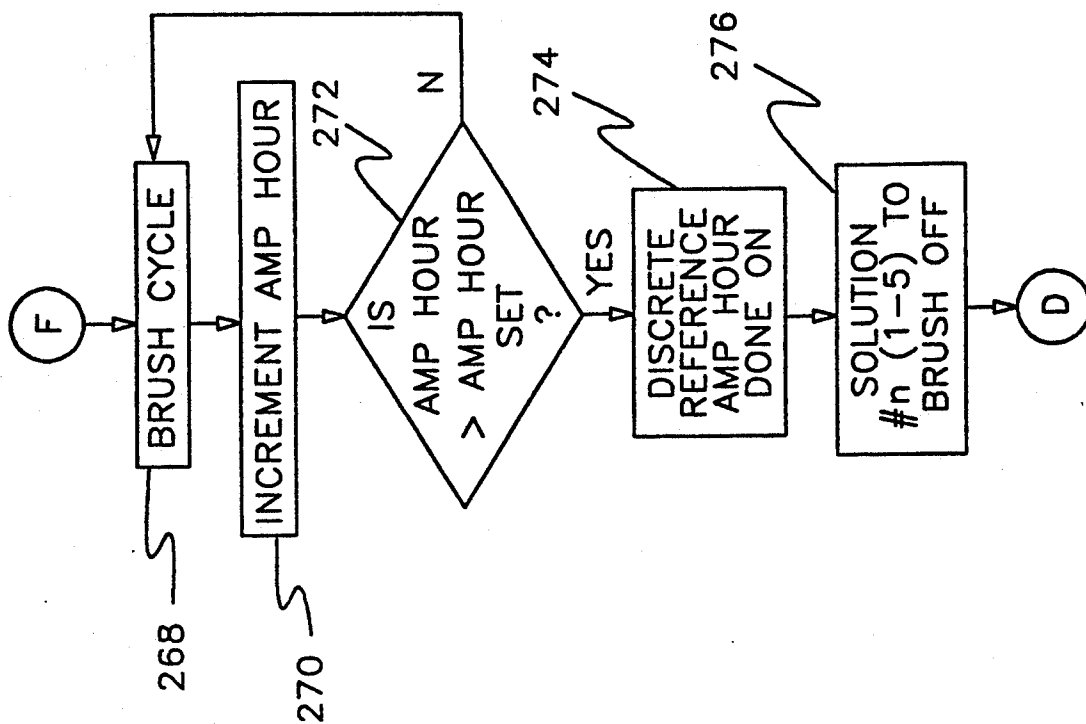 F
BRUSH CYCLE
268
INCREMENT AMP HOUR
270
IS
AMP HOUR
> AMP HOUR
SET
?
272
N
YES
DISCRETE
REFERENCE
AMP HOUR
DONE ON
274
SOLUTION
#n (1-5) TO
BRUSH OFF
276
D